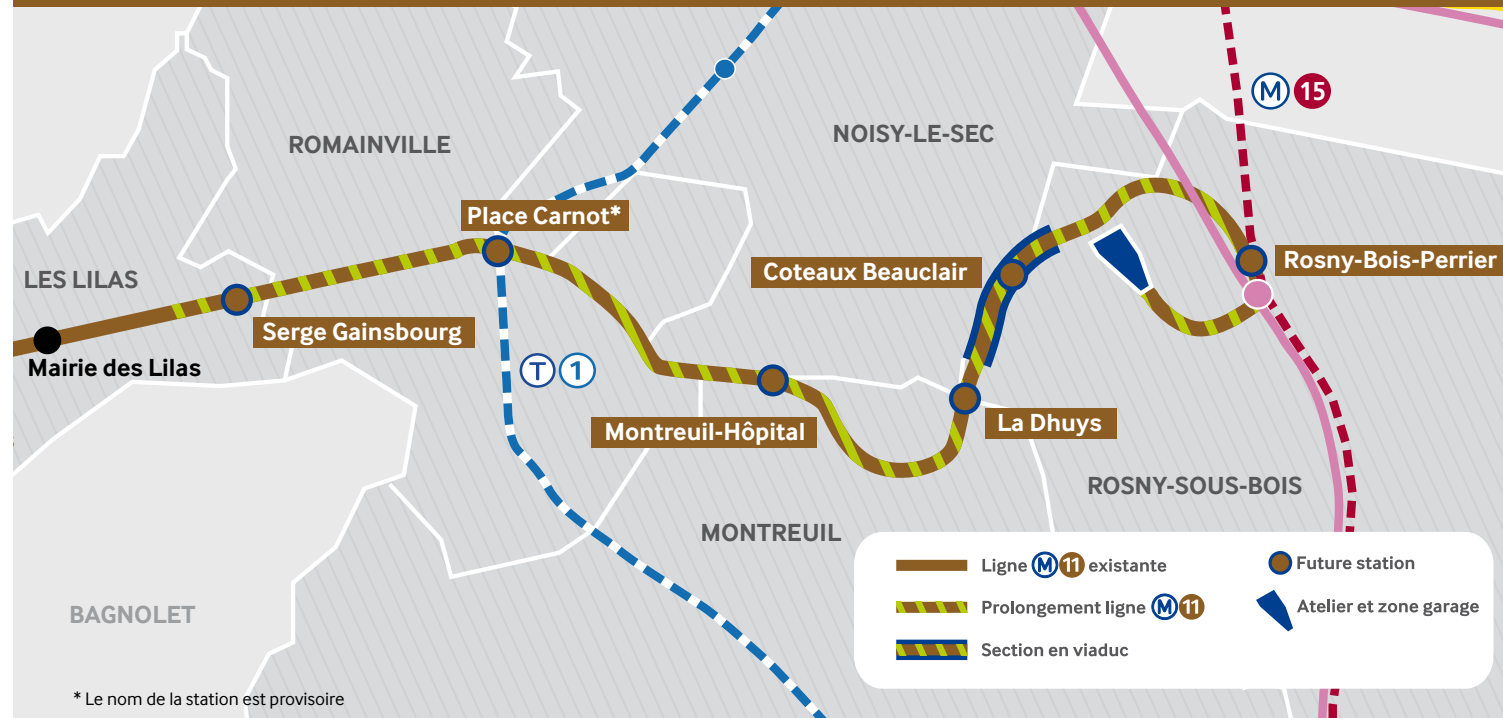 M 15
ROMAINVILLE
NOISY-LE-SEC
Place Carnot*
LES LILAS
Coteaux Beauclair
Rosny-Bois-Perrier
Serge Gainsbourg
Mairie des Lilas
T 1
Montreuil-Hôpital
La Dhuys
ROSNY-SOUS-BOIS
MONTREUIL
BAGNOLET
Ligne M 11 existante
Future station
Prolongement ligne M 11
Atelier et zone garage
Section en viaduc
* Le nom de la station est provisoire